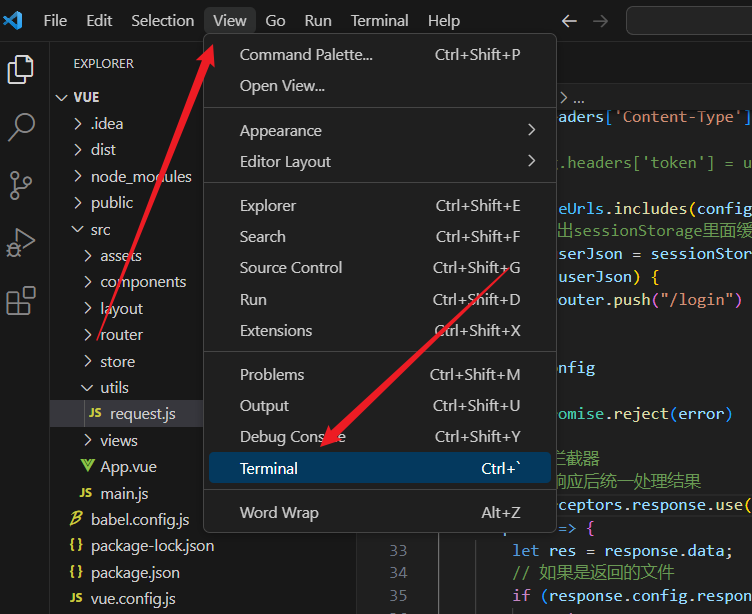 File Edit Selection View Go Run Terminal Help
EXPLORER
VUE
.idea
dist
node_modules
public
src
assets
components
layout
router
store
utils
JS request.js
views
App.vue
JS main.js
babel.config.js
{} package-lock.json
{} package.json
JS vue.config.js
Command Palette... Ctrl+Shift+P
Open View...
Appearance
Editor Layout
Explorer Ctrl+Shift+E
Search Ctrl+Shift+F
Source Control Ctrl+Shift+G
Run Ctrl+Shift+D
Extensions Ctrl+Shift+X
Problems Ctrl+Shift+M
Output Ctrl+Shift+U
Debug Console Ctrl+Shift+Y
Terminal Ctrl+`
Word Wrap Alt+Z
> ...
aders['Content-Type']
.headers['token'] = u
eUrls.includes(config
出sessionStorage里面缓
serJson = sessionStor
userJson) {
outer.push("/login")
nfig
omise.reject(error)
拦截器
响应后统一处理结果
rceptors.response.use(
=> {
33 let res = response.data;
34 // 如果是返回的文件
35 if (response.config.respon